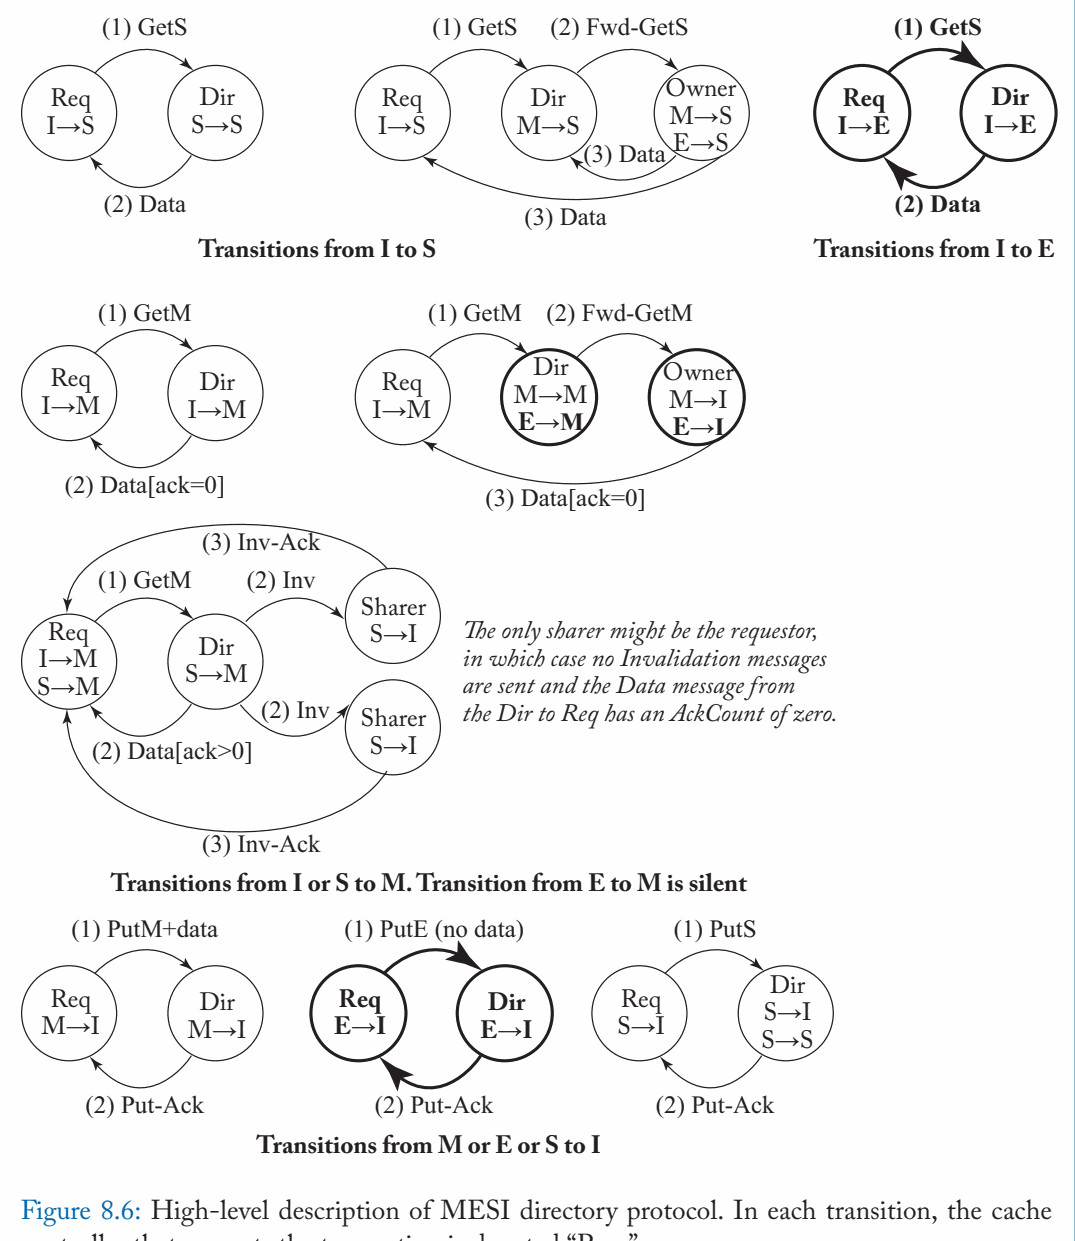 (1) GetS
Req
I→S
Dir
S→S
(2) Data
(1) GetS
(2) Fwd-GetS
Req
I→S
Dir
M→S
Owner
M→S
E→S
(3) Data
(3) Data
Transitions from I to S
(1) GetS
Req
I→E
Dir
I→E
(2) Data
Transitions from I to E
(1) GetM
Req
I→M
Dir
I→M
(2) Data[ack=0]
(1) GetM
(2) Fwd-GetM
Req
I→M
Dir
M→M
E→M
Owner
M→I
E→I
(3) Data[ack=0]
(3) Inv-Ack
(1) GetM
(2) Inv
Req
I→M
S→M
Dir
S→M
Sharer
S→I
(2) Inv
Sharer
S→I
(2) Data[ack>0]
(3) Inv-Ack
The only sharer might be the requestor,
in which case no Invalidation messages
are sent and the Data message from
the Dir to Req has an AckCount of zero.
Transitions from I or S to M. Transition from E to M is silent
(1) PutM+data
Req
M→I
Dir
M→I
(2) Put-Ack
(1) PutE (no data)
Req
E→I
Dir
E→I
(2) Put-Ack
(1) PutS
Req
S→I
Dir
S→I
S→S
(2) Put-Ack
Transitions from M or E or S to I
Figure 8.6: High-level description of MESI directory protocol. In each transition, the cache